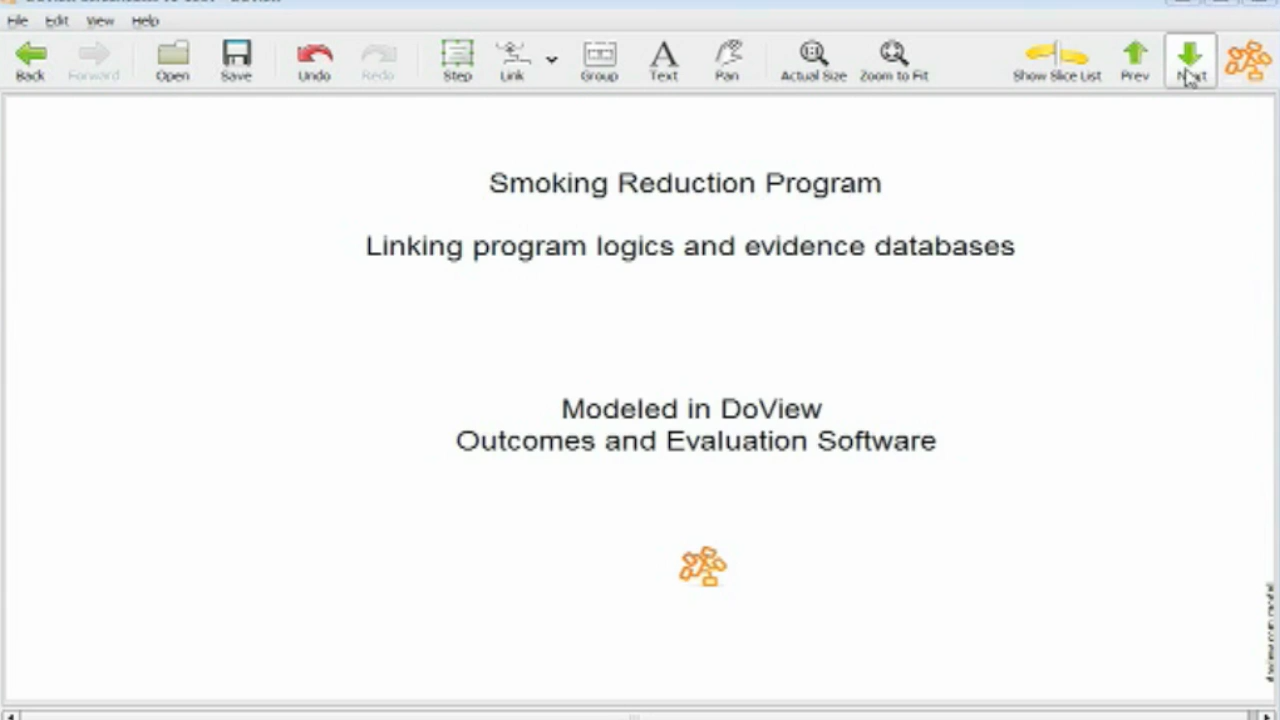 File Edit View Help
Back Forward Open Save Undo Redo Step Link Group Text Pan Actual Size Zoom to Fit Show Slice List Prev Next
Smoking Reduction Program
Linking program logics and evidence databases
Modeled in DoView
Outcomes and Evaluation Software